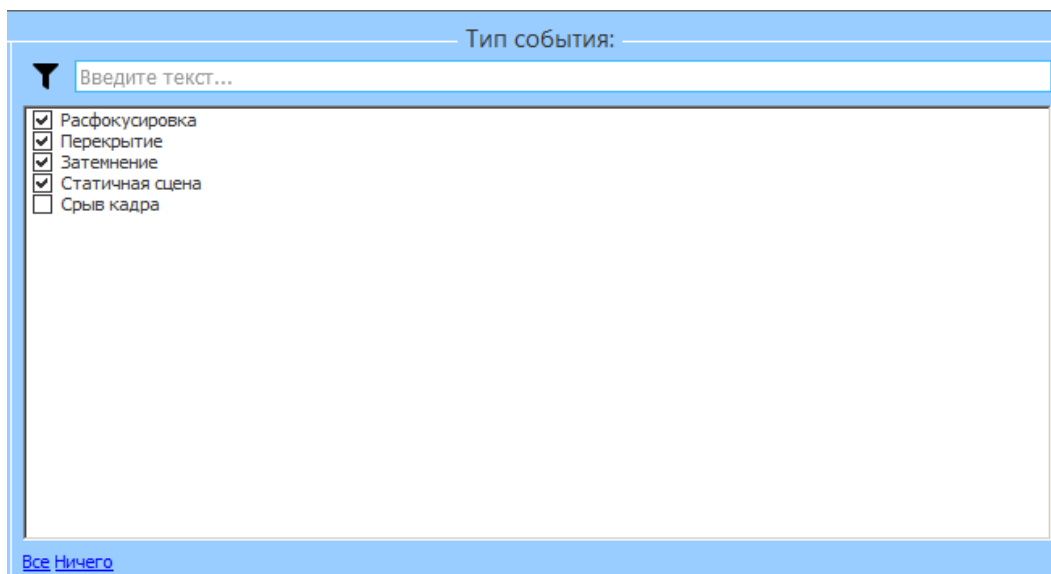 Тип события:
Введите текст...
Расфокусировка
Перекрытие
Затемнение
Статичная сцена
Срыв кадра
Все Ничего